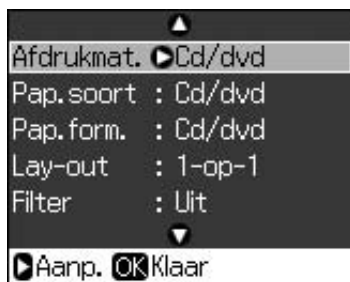 Afdrukmat. Cd/dvd
Pap.soort : Cd/dvd
Pap.form. : Cd/dvd
Lay-out : 1-op-1
Filter : Uit
Aanp. OK Klaar